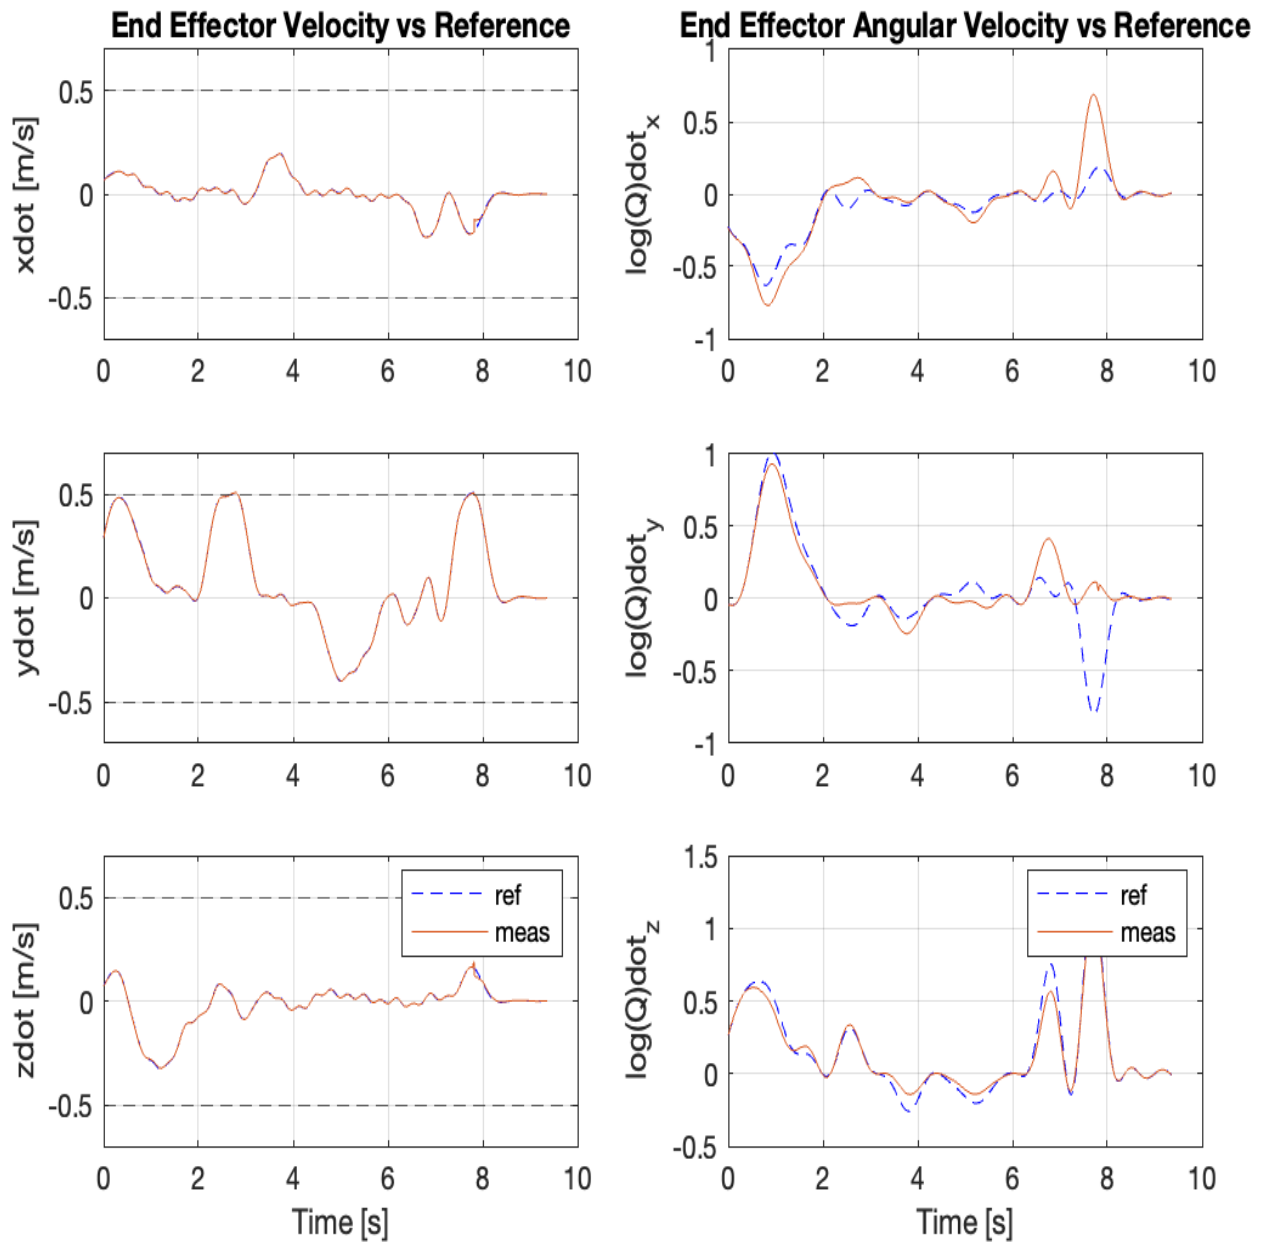 End Effector Velocity vs Reference
0.5
0
-0.5
xdot [m/s]
0 2 4 6 8 10
End Effector Angular Velocity vs Reference
1
0.5
0
-0.5
-1
log(Q)dot_x
0 2 4 6 8 10
0.5
0
-0.5
ydot [m/s]
0 2 4 6 8 10
1
0.5
0
-0.5
-1
log(Q)dot_y
0 2 4 6 8 10
0.5
0
-0.5
zdot [m/s]
ref
meas
0 2 4 6 8 10
Time [s]
1.5
1
0.5
0
-0.5
log(Q)dot_z
ref
meas
0 2 4 6 8 10
Time [s]